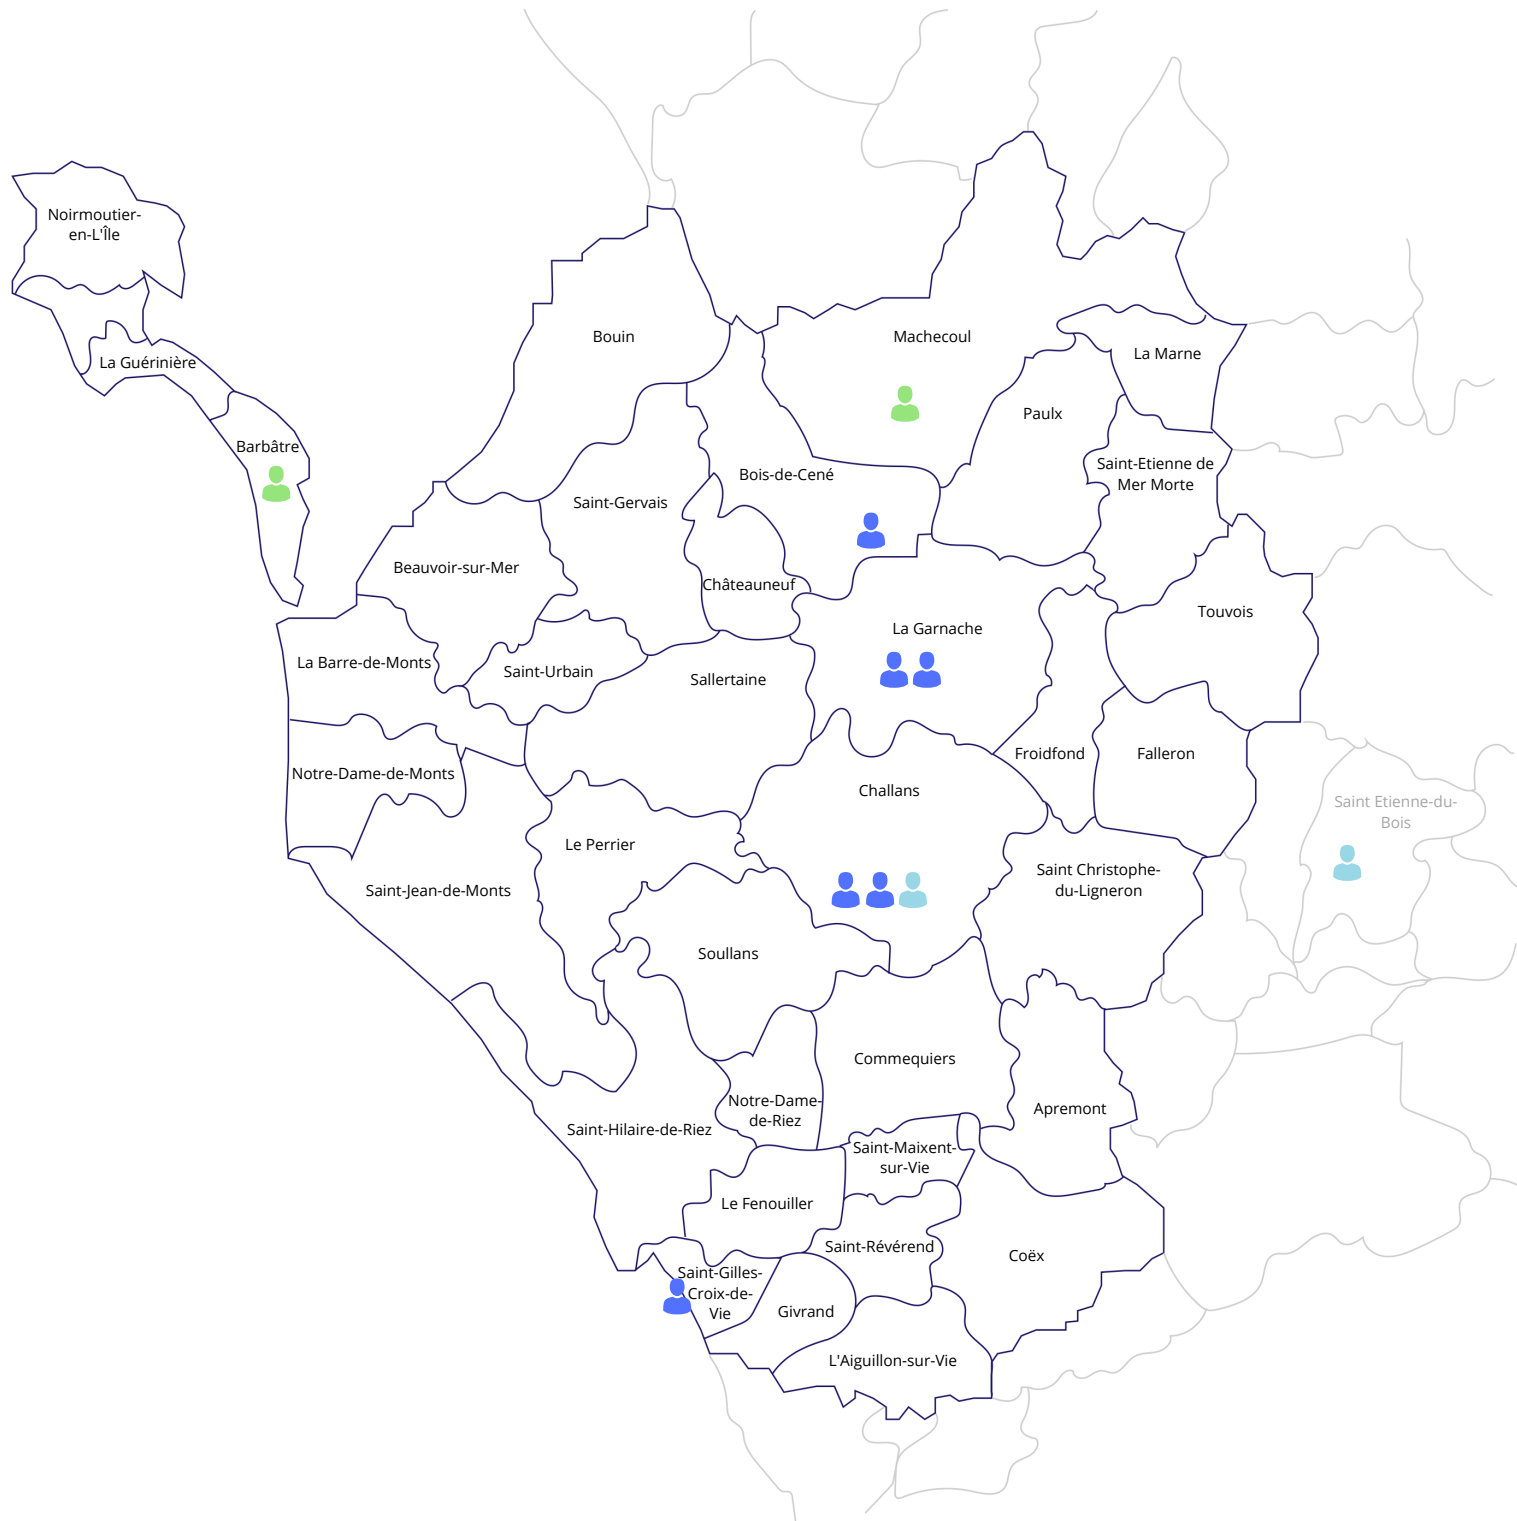 Noirmoutier-
en-L'Île
La Guérinière
Barbâtre
Bouin
Machecoul
La Marne
Paulx
Saint-Etienne de
Mer Morte
Bois-de-Cené
Saint-Gervais
Beauvoir-sur-Mer
Châteauneuf
Touvois
La Garnache
La Barre-de-Monts
Saint-Urbain
Sallertaine
Froidfond
Falleron
Notre-Dame-de-Monts
Challans
Saint Etienne-du-
Bois
Le Perrier
Saint-Jean-de-Monts
Saint Christophe-
du-Ligneron
Soullans
Commequiers
Notre-Dame-
de-Riez
Apremont
Saint-Hilaire-de-Riez
Saint-Maixent-
sur-Vie
Le Fenouiller
Saint-Révérend
Coëx
Saint-Gilles-
Croix-de-
Vie
Givrand
L'Aiguillon-sur-Vie